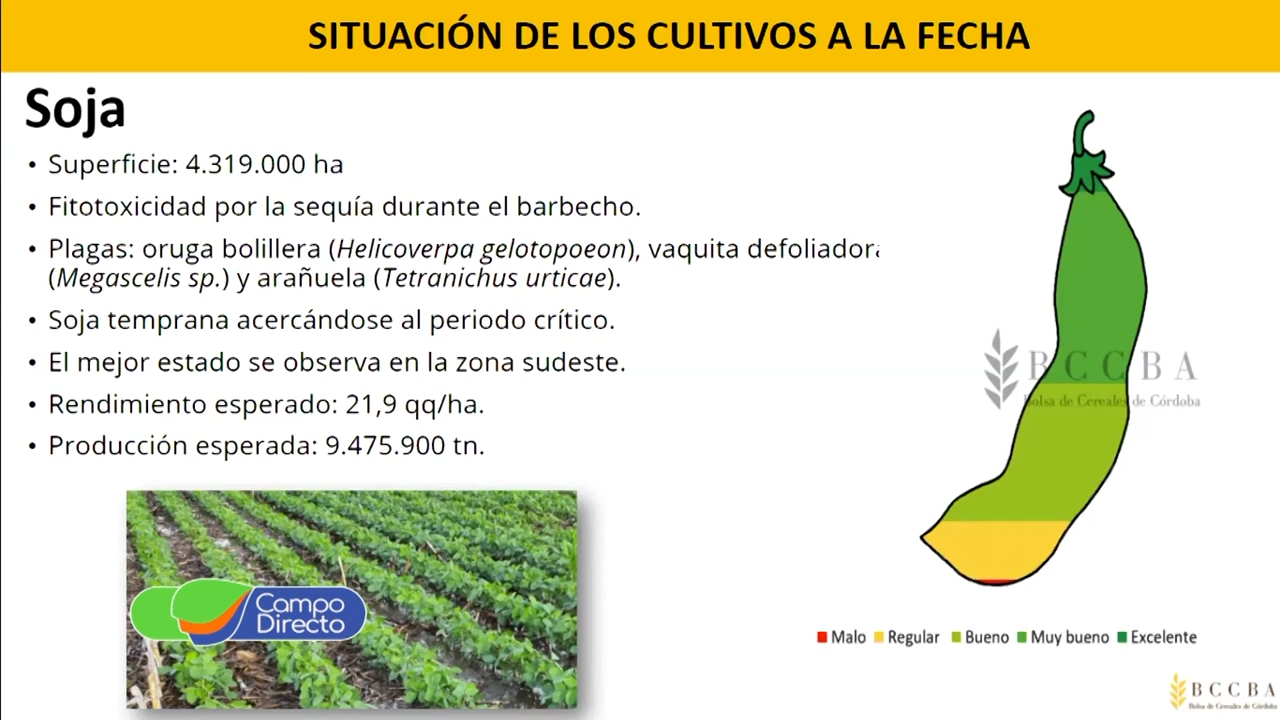 SITUACIÓN DE LOS CULTIVOS A LA FECHA
Soja
• Superficie: 4.319.000 ha
• Fitotoxicidad por la sequía durante el barbecho.
• Plagas: oruga bolillera (Helicoverpa gelotopoeon), vaquita defoliadora
(Megascelis sp.) y arañuela (Tetranichus urticae).
• Soja temprana acercándose al periodo crítico.
• El mejor estado se observa en la zona sudeste.
• Rendimiento esperado: 21,9 qq/ha.
• Producción esperada: 9.475.900 tn.
BCCBA
Bolsa de Cereales de Córdoba
Campo
Directo
Malo Regular Bueno Muy bueno Excelente
BCCBA
Bolsa de Cereales de Córdoba